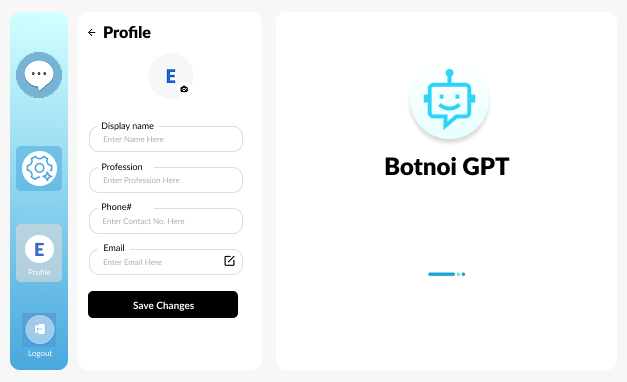 E
Profile
Logout
Profile
E
Display name
Enter Name Here
Profession
Enter Profession Here
Phone#
Enter Contact No. Here
Email
Enter Email Here
Save Changes
Botnoi GPT